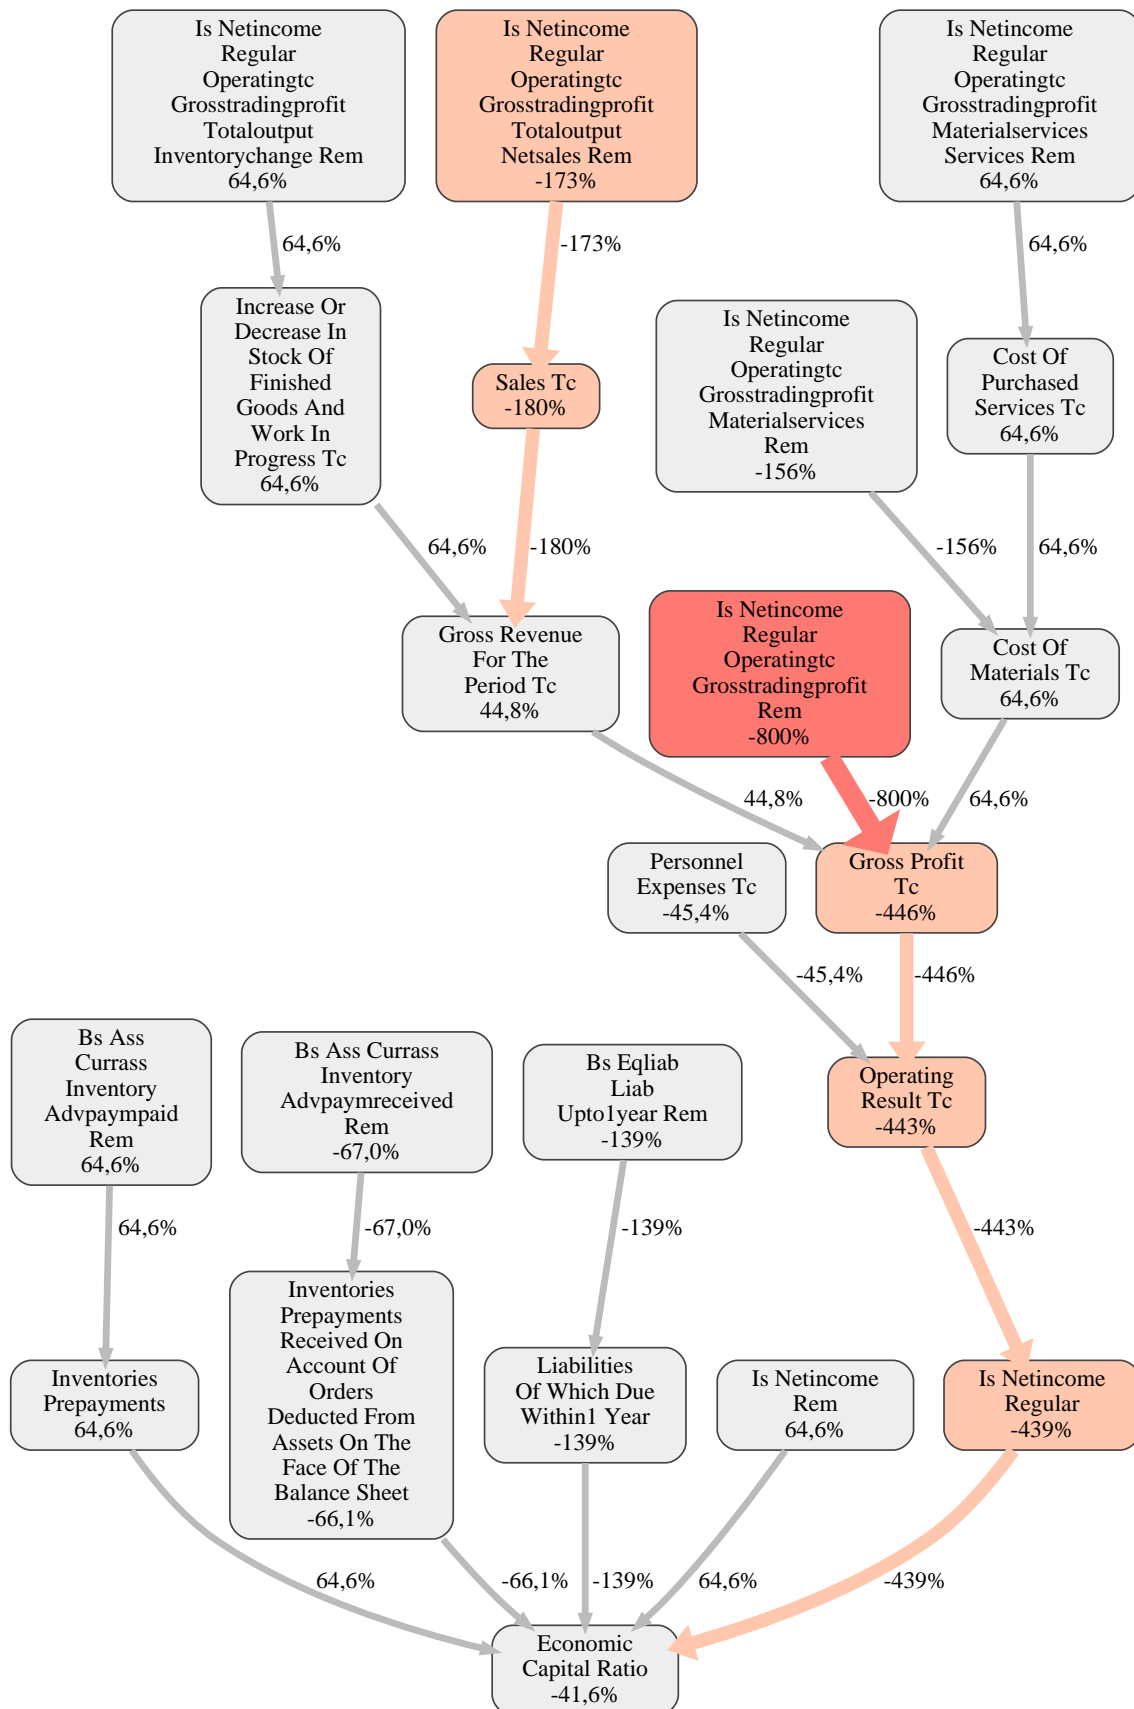 Is Netincome
Regular
Operatingtc
Grosstradingprofit
Totaloutput
Inventorychange Rem
64,6%
Is Netincome
Regular
Operatingtc
Grosstradingprofit
Totaloutput
Netsales Rem
-173%
Is Netincome
Regular
Operatingtc
Grosstradingprofit
Materialservices
Services Rem
64,6%
64,6%
-173%
64,6%
Increase Or
Decrease In
Stock Of
Finished
Goods And
Work In
Progress Tc
64,6%
Sales Tc
-180%
Is Netincome
Regular
Operatingtc
Grosstradingprofit
Materialservices
Rem
-156%
Cost Of
Purchased
Services Tc
64,6%
64,6%
-180%
-156%
64,6%
Gross Revenue
For The
Period Tc
44,8%
Is Netincome
Regular
Operatingtc
Grosstradingprofit
Rem
-800%
Cost Of
Materials Tc
64,6%
44,8%
-800%
64,6%
Personnel
Expenses Tc
-45,4%
Gross Profit
Tc
-446%
-45,4%
-446%
Bs Ass
Currass
Inventory
Advpaympaid
Rem
64,6%
Bs Ass Currass
Inventory
Advpaymreceived
Rem
-67,0%
Bs Eqliab
Liab
Upto1year Rem
-139%
Operating
Result Tc
-443%
64,6%
-67,0%
-139%
-443%
Inventories
Prepayments
64,6%
Inventories
Prepayments
Received On
Account Of
Orders
Deducted From
Assets On The
Face Of The
Balance Sheet
-66,1%
Liabilities
Of Which Due
Within1 Year
-139%
Is Netincome
Rem
64,6%
Is Netincome
Regular
-439%
64,6%
-66,1%
-139%
64,6%
-439%
Economic
Capital Ratio
-41,6%